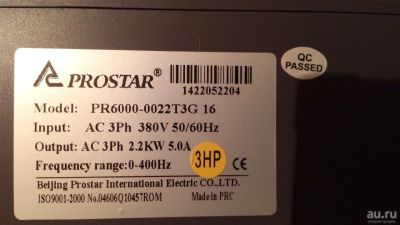 PROSTAR®
1422052204
QC
PASSED
Model: PR6000-0022T3G 16
Input: AC 3Ph 380V 50/60Hz
Output: AC 3Ph 2.2KW 5.0A
Frequency range:0-400Hz
3HP
CE
Beijing Prostar International Electric CO.,LTD.
ISO9001-2000 No.04606Q10457ROM
Made in PRC
au.ru